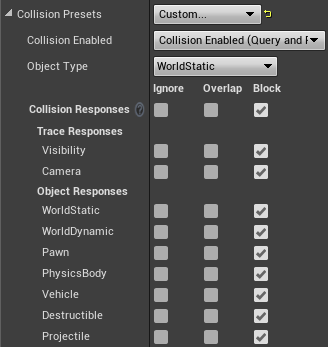 Collision Presets Custom...
Collision Enabled Collision Enabled (Query and P
Object Type WorldStatic
Ignore Overlap Block
Collision Responses ?
Trace Responses
Visibility
Camera
Object Responses
WorldStatic
WorldDynamic
Pawn
PhysicsBody
Vehicle
Destructible
Projectile